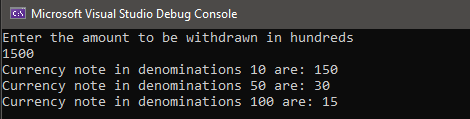 Microsoft Visual Studio Debug Console
Enter the amount to be withdrawn in hundreds
1500
Currency note in denominations 10 are: 150
Currency note in denominations 50 are: 30
Currency note in denominations 100 are: 15